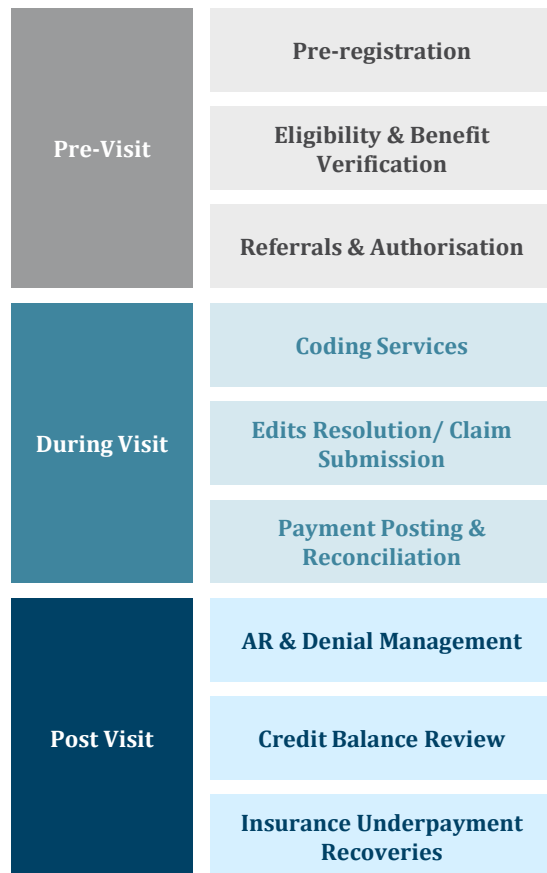 Pre-Visit
Pre-registration
Eligibility & Benefit
Verification
Referrals & Authorisation
During Visit
Coding Services
Edits Resolution/ Claim
Submission
Payment Posting &
Reconciliation
Post Visit
AR & Denial Management
Credit Balance Review
Insurance Underpayment
Recoveries